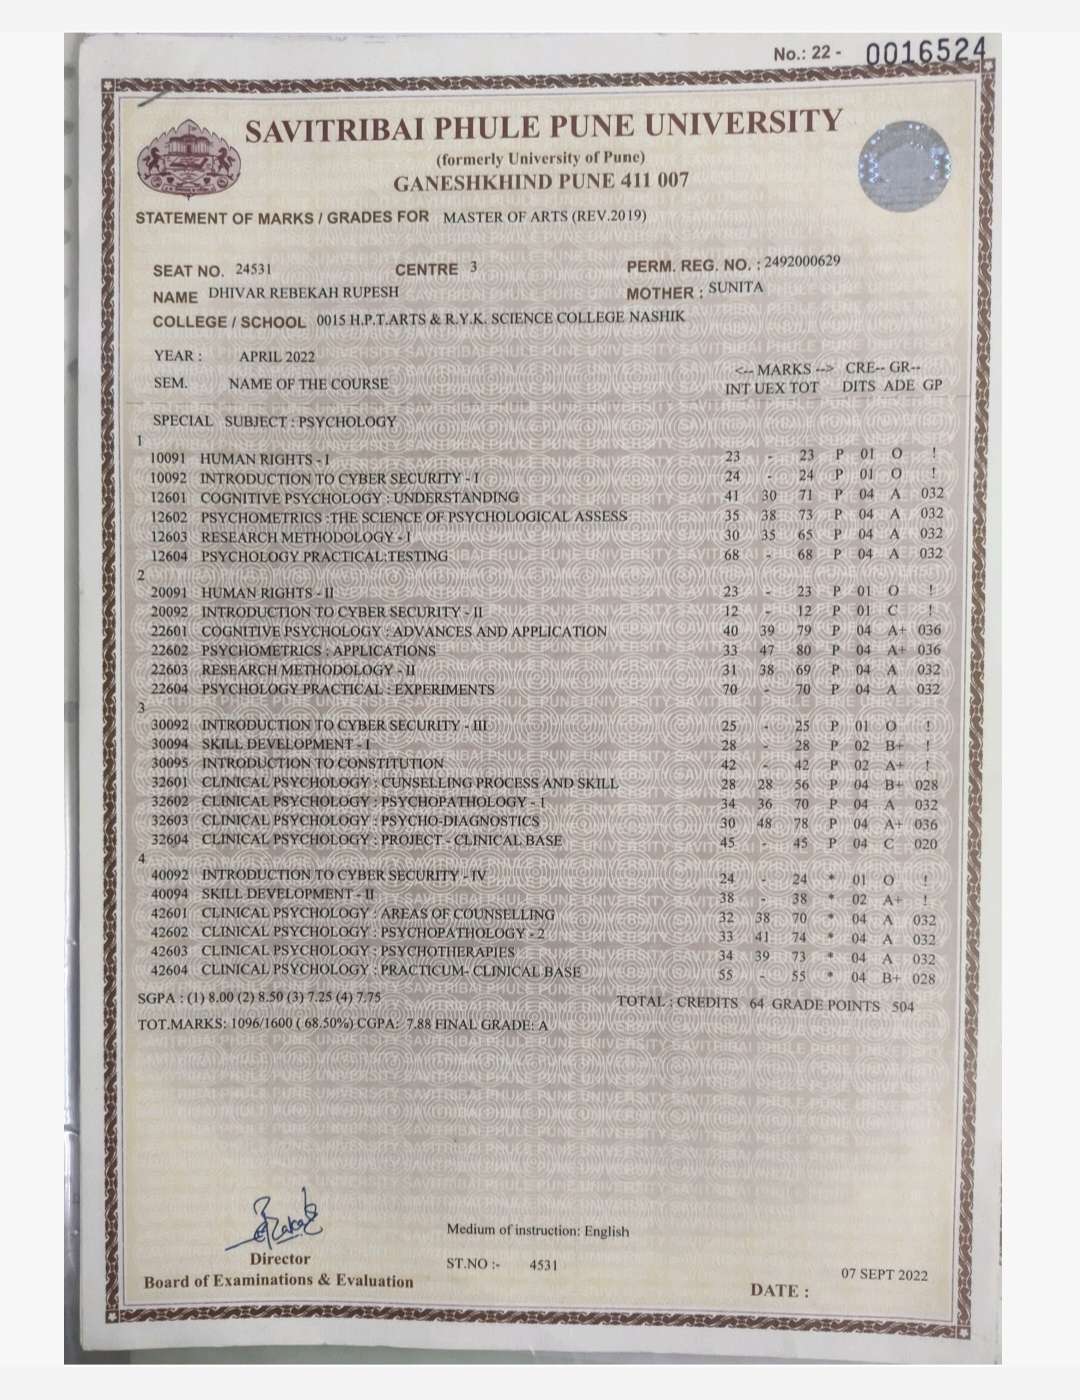 No.: 22 - 0016524
SAVITRIBAI PHULE PUNE UNIVERSITY
(formerly University of Pune)
GANESHKHIND PUNE 411 007
STATEMENT OF MARKS / GRADES FOR MASTER OF ARTS (REV.2019)
SEAT NO. 24531 CENTRE 3 PERM. REG. NO. : 2492000629
NAME DHIVAR REBEKAH RUPESH MOTHER : SUNITA
COLLEGE / SCHOOL 0015 H.P.T.ARTS & R.Y.K. SCIENCE COLLEGE NASHIK
YEAR : APRIL 2022
<-- MARKS --> CRE-- GR--
SEM. NAME OF THE COURSE INT UEX TOT DITS ADE GP
SPECIAL SUBJECT : PSYCHOLOGY
1
10091 HUMAN RIGHTS - I 23 - 23 P 01 O !
10092 INTRODUCTION TO CYBER SECURITY - I 24 - 24 P 01 O !
12601 COGNITIVE PSYCHOLOGY : UNDERSTANDING 41 30 71 P 04 A 032
12602 PSYCHOMETRICS :THE SCIENCE OF PSYCHOLOGICAL ASSESS 35 38 73 P 04 A 032
12603 RESEARCH METHODOLOGY - I 30 35 65 P 04 A 032
12604 PSYCHOLOGY PRACTICAL:TESTING 68 - 68 P 04 A 032
2
20091 HUMAN RIGHTS - II 23 - 23 P 01 O !
20092 INTRODUCTION TO CYBER SECURITY - II 12 - 12 P 01 C !
22601 COGNITIVE PSYCHOLOGY : ADVANCES AND APPLICATION 40 39 79 P 04 A+ 036
22602 PSYCHOMETRICS : APPLICATIONS 33 47 80 P 04 A+ 036
22603 RESEARCH METHODOLOGY - II 31 38 69 P 04 A 032
22604 PSYCHOLOGY PRACTICAL : EXPERIMENTS 70 - 70 P 04 A 032
3
30092 INTRODUCTION TO CYBER SECURITY - III 25 - 25 P 01 O !
30094 SKILL DEVELOPMENT - I 28 - 28 P 02 B+ !
30095 INTRODUCTION TO CONSTITUTION 42 - 42 P 02 A+ !
32601 CLINICAL PSYCHOLOGY : CUNSELLING PROCESS AND SKILL 28 28 56 P 04 B+ 028
32602 CLINICAL PSYCHOLOGY : PSYCHOPATHOLOGY - 1 34 36 70 P 04 A 032
32603 CLINICAL PSYCHOLOGY : PSYCHO-DIAGNOSTICS 30 48 78 P 04 A+ 036
32604 CLINICAL PSYCHOLOGY : PROJECT - CLINICAL BASE 45 - 45 P 04 C 020
4
40092 INTRODUCTION TO CYBER SECURITY - IV 24 - 24 * 01 O !
40094 SKILL DEVELOPMENT - II 38 - 38 * 02 A+ !
42601 CLINICAL PSYCHOLOGY : AREAS OF COUNSELLING 32 38 70 * 04 A 032
42602 CLINICAL PSYCHOLOGY : PSYCHOPATHOLOGY - 2 33 41 74 * 04 A 032
42603 CLINICAL PSYCHOLOGY : PSYCHOTHERAPIES 34 39 73 * 04 A 032
42604 CLINICAL PSYCHOLOGY : PRACTICUM- CLINICAL BASE 55 - 55 * 04 B+ 028
SGPA : (1) 8.00 (2) 8.50 (3) 7.25 (4) 7.75 TOTAL : CREDITS 64 GRADE POINTS 504
TOT.MARKS: 1096/1600 ( 68.50%) CGPA: 7.88 FINAL GRADE: A
Medium of instruction: English
Director
ST.NO :- 4531
Board of Examinations & Evaluation
DATE : 07 SEPT 2022